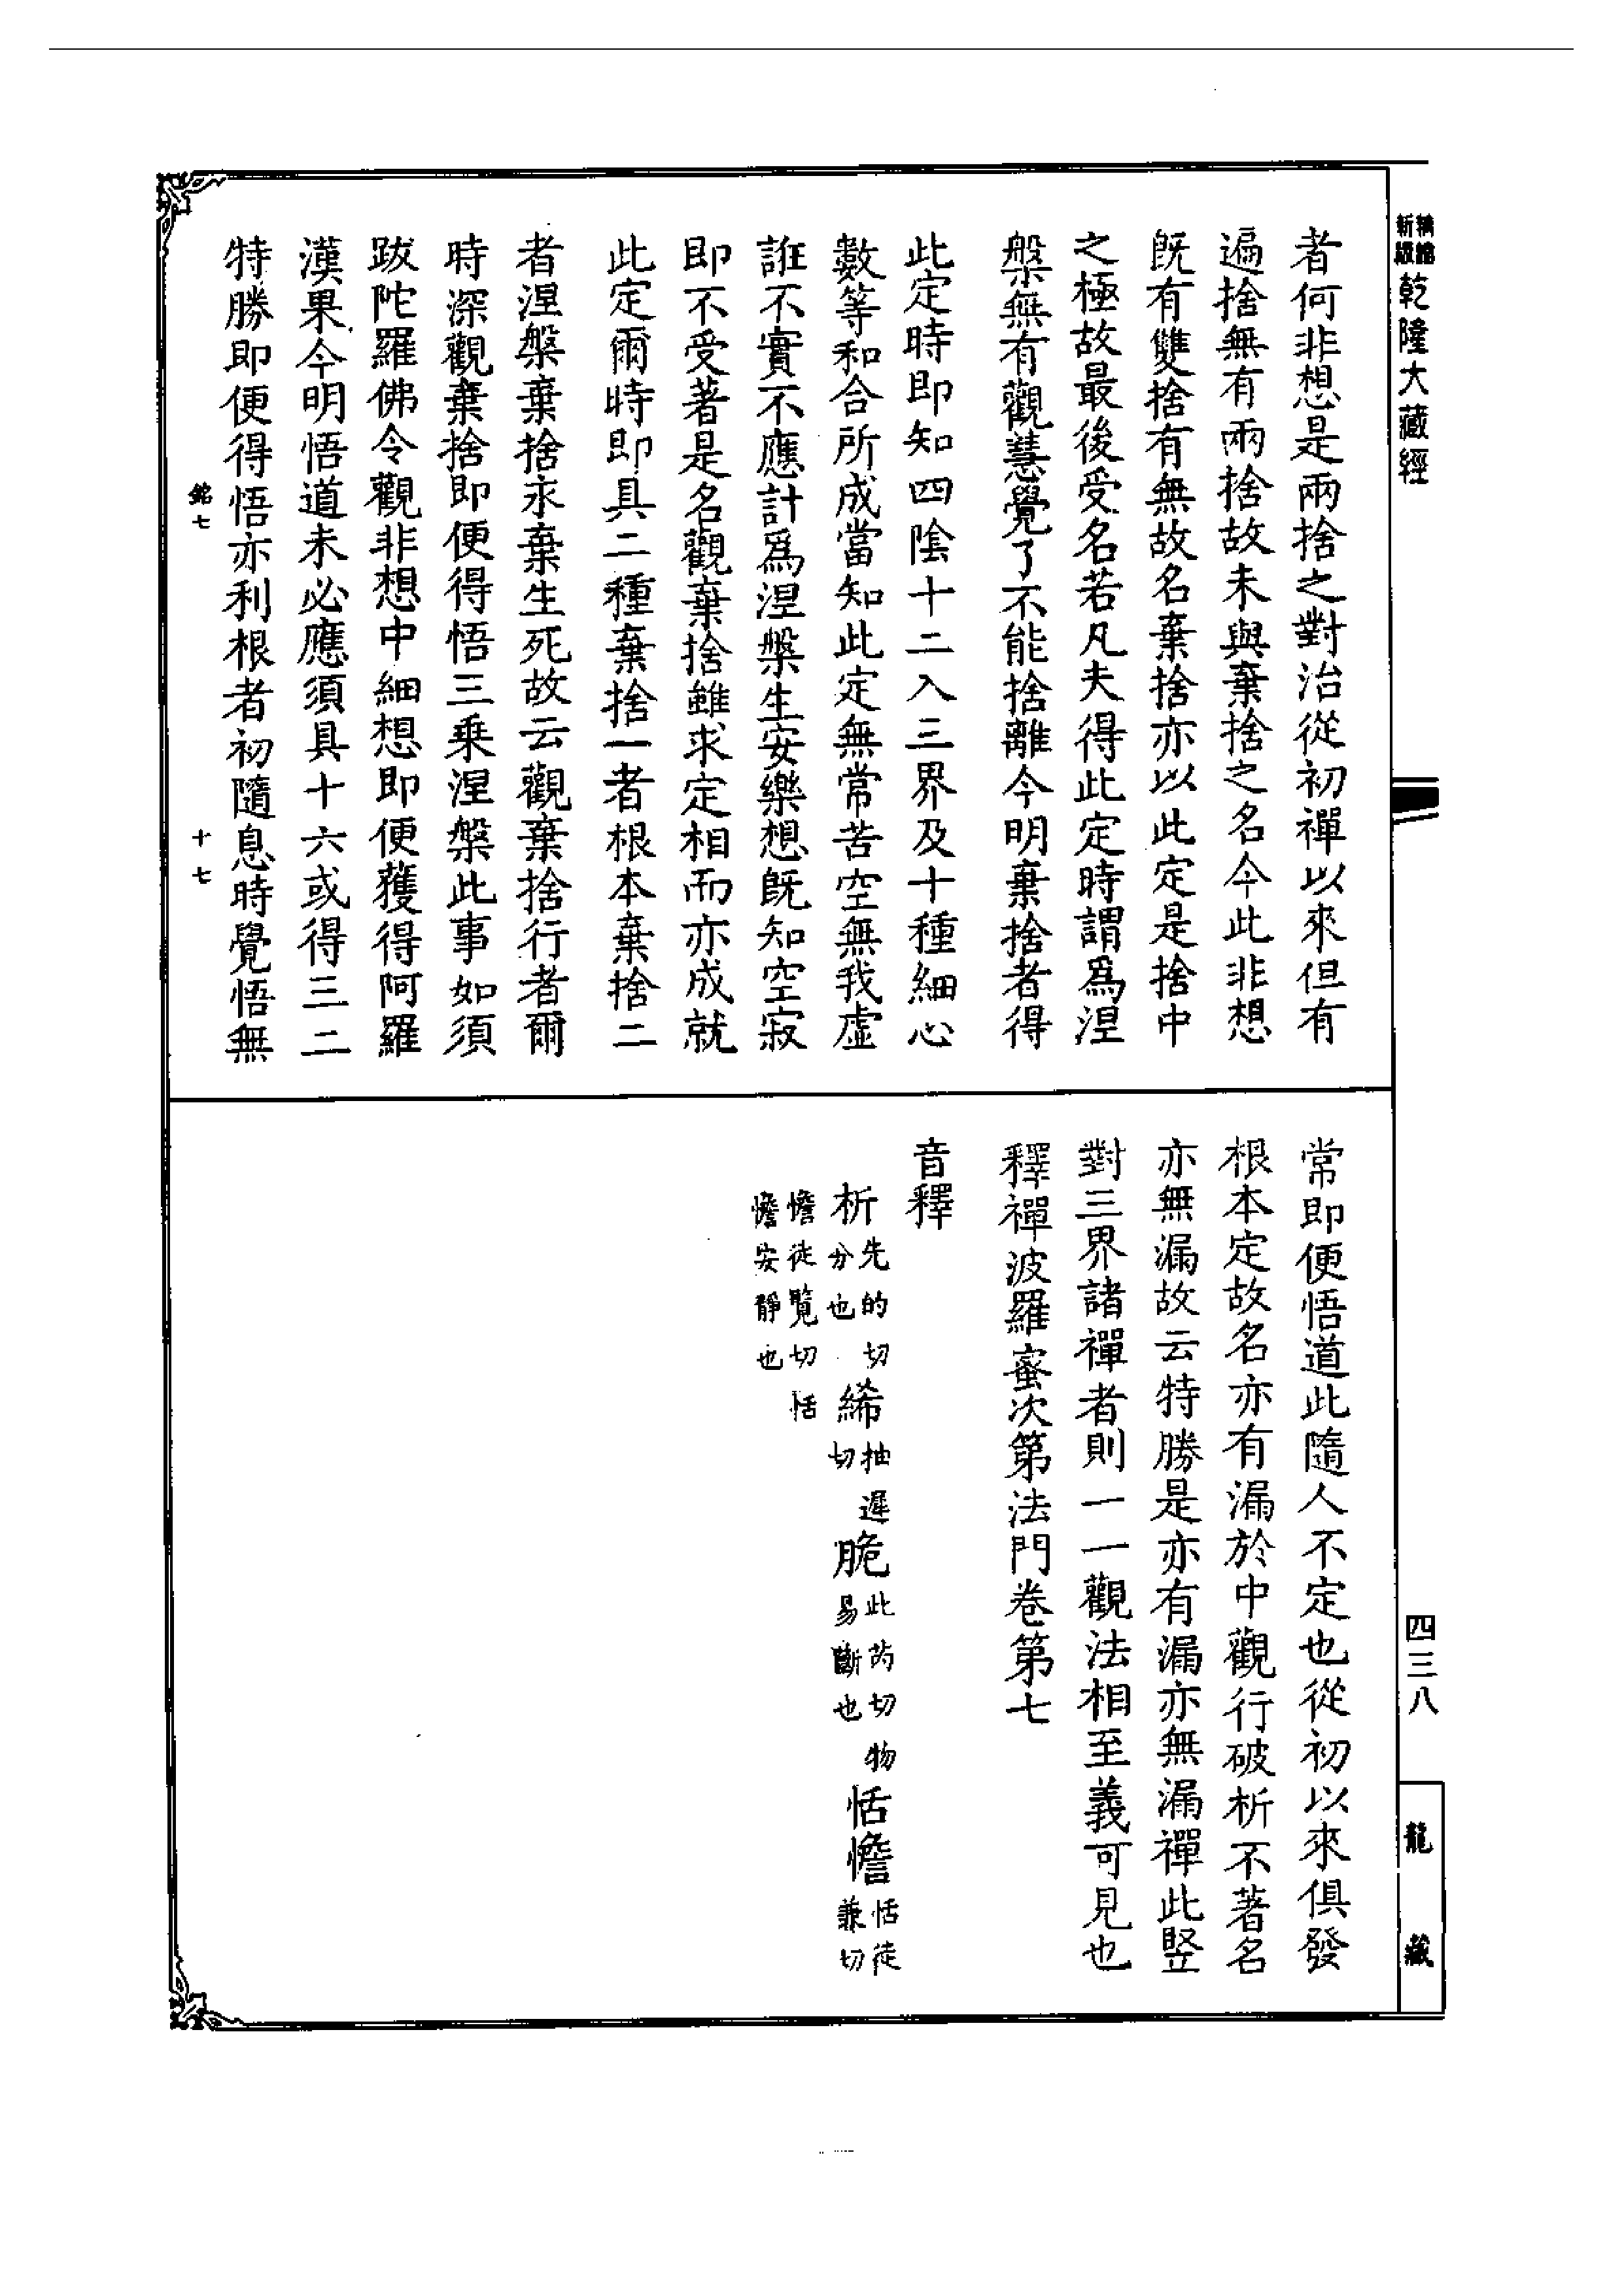 新編縮版乾隆大藏經
者何非想是兩捨之對治從初禪以來但有
遍捨無有兩捨故未與棄捨之名今此非想
既有雙捨有無故名棄捨亦以此定是捨中
之極故最後受名若凡夫得此定時謂爲涅
槃無有觀慧覺了不能捨離今明棄捨者得
此定時即知四陰十二入三界及十種細心
數等和合所成當知此定無常苦空無我虛
誑不實不應計爲涅槃生安樂想既知空寂
即不受著是名觀棄捨雖求定相而亦成就
此定爾時即具二種棄捨一者根本棄捨二
者涅槃棄捨永棄生死故云觀棄捨行者爾
時深觀棄捨即便得悟三乘涅槃此事如須
跋陀羅佛令觀非想中細想即便獲得阿羅
漢果今明悟道未必應須具十六或得三二
特勝即便得悟亦利根者初隨息時覺悟無
銘七 十七
常即便悟道此隨人不定也從初以來俱發
根本定故名亦有漏於中觀行破析不著名
亦無漏故云特勝是亦有漏亦無漏禪此豎
對三界諸禪者則一一觀法相至義可見也
釋禪波羅蜜次第法門卷第七
音釋
析先的切分也絺抽遲切脆此芮切物易斷也恬憺恬徒兼切
憺徒覽切恬憺安靜也
四三八
龍藏